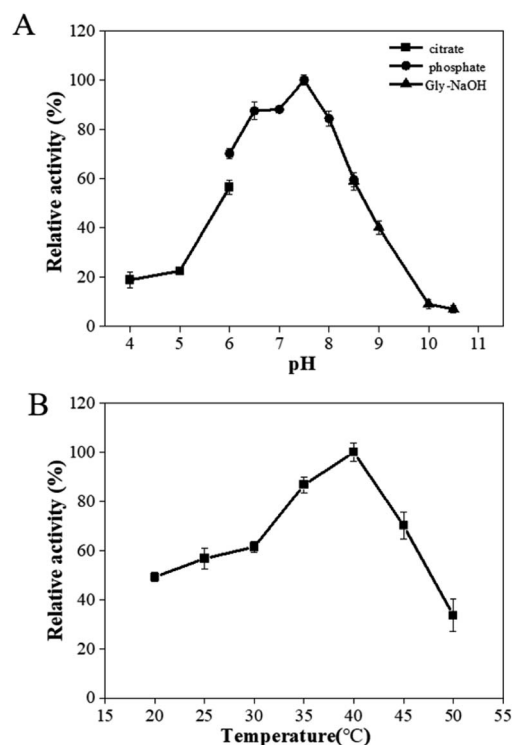 A
120
100
80
60
40
20
0
Relative activity (%)
citrate
phosphate
Gly-NaOH
4 5 6 7 8 9 10 11
pH
B
120
100
80
60
40
20
0
Relative activity (%)
15 20 25 30 35 40 45 50 55
Temperature(℃)